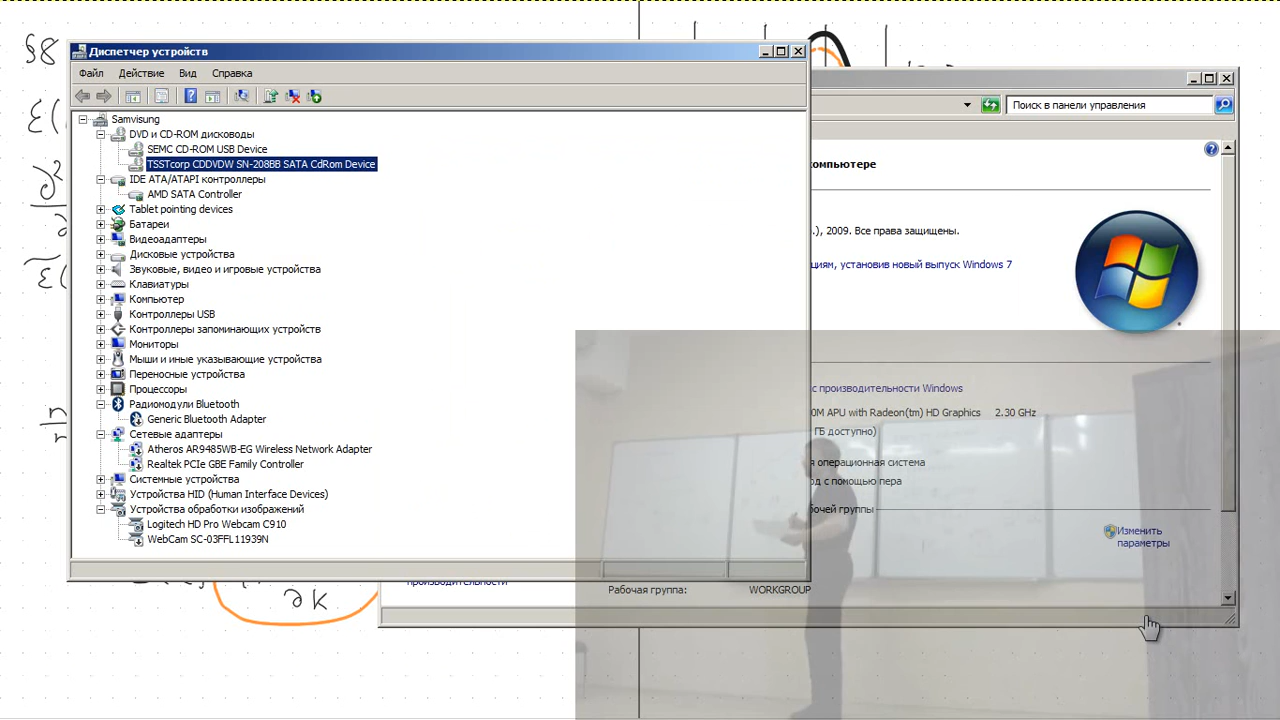 §8
Диспетчер устройств
Файл Действие Вид Справка
Samvisung
DVD и CD-ROM дисководы
SEMC CD-ROM USB Device
TSSTcorp CDDVDW SN-208BB SATA CdRom Device
IDE ATA/ATAPI контроллеры
AMD SATA Controller
Tablet pointing devices
Батареи
Видеоадаптеры
Дисковые устройства
Звуковые, видео и игровые устройства
Клавиатуры
Компьютер
Контроллеры USB
Контроллеры запоминающих устройств
Мониторы
Мыши и иные указывающие устройства
Переносные устройства
Процессоры
Радиомодули Bluetooth
Generic Bluetooth Adapter
Сетевые адаптеры
Atheros AR9485WB-EG Wireless Network Adapter
Realtek PCIe GBE Family Controller
Системные устройства
Устройства HID (Human Interface Devices)
Устройства обработки изображений
Logitech HD Pro Webcam C910
WebCam SC-03FFL11939N
Поиск в панели управления
компьютере
.), 2009. Все права защищены.
циям, установив новый выпуск Windows 7
с производительности Windows
0M APU with Radeon(tm) HD Graphics 2.30 GHz
ГБ доступно)
я операционная система
од с помощью пера
бочей группы
Изменить
параметры
производительности
Рабочая группа: WORKGROUP
∂K